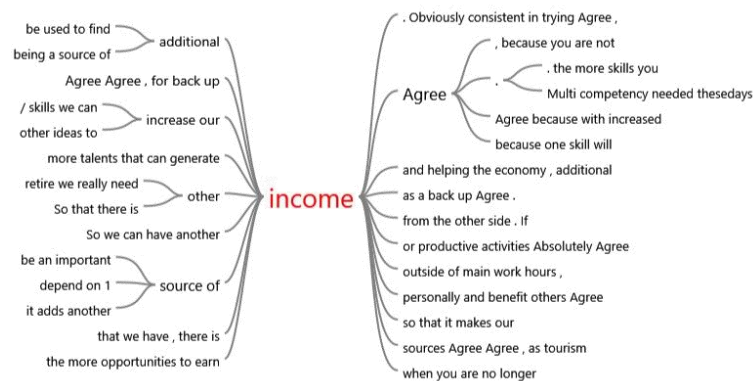 be used to find
being a source of
additional
Agree Agree , for back up
/ skills we can
other ideas to
increase our
more talents that can generate
retire we really need
So that there is
other
So we can have another
be an important
depend on 1
it adds another
source of
that we have , there is
the more opportunities to earn
income
. Obviously consistent in trying Agree ,
Agree
, because you are not
.
. the more skills you
Multi competency needed thesedays
Agree because with increased
because one skill will
and helping the economy , additional
as a back up Agree .
from the other side . If
or productive activities Absolutely Agree
outside of main work hours ,
personally and benefit others Agree
so that it makes our
sources Agree Agree , as tourism
when you are no longer